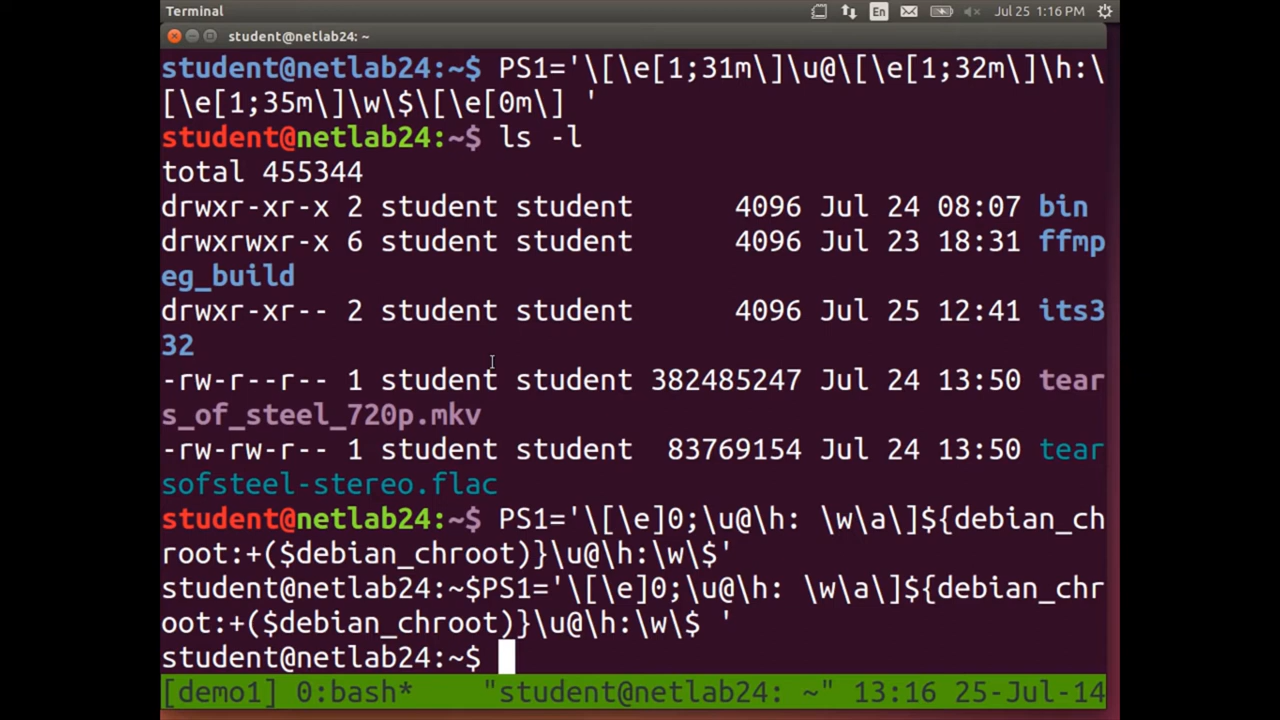 Terminal En Jul 25 1:16 PM
student@netlab24: ~
student@netlab24:~$ PS1='\[\e[1;31m\]\u@\[\e[1;32m\]\h:\
[\e[1;35m\]\w\$\[\e[0m\] '
student@netlab24:~$ ls -l
total 455344
drwxr-xr-x 2 student student      4096 Jul 24 08:07 bin
drwxrwxr-x 6 student student      4096 Jul 23 18:31 ffmp
eg_build
drwxr-xr-- 2 student student      4096 Jul 25 12:41 its3
32
-rw-r--r-- 1 student student 382485247 Jul 24 13:50 tear
s_of_steel_720p.mkv
-rw-rw-r-- 1 student student  83769154 Jul 24 13:50 tear
sofsteel-stereo.flac
student@netlab24:~$ PS1='\[\e]0;\u@\h: \w\a\]${debian_ch
root:+($debian_chroot)}\u@\h:\w\$'
student@netlab24:~$PS1='\[\e]0;\u@\h: \w\a\]${debian_chr
oot:+($debian_chroot)}\u@\h:\w\$ '
student@netlab24:~$
[demo1] 0:bash*    "student@netlab24: ~" 13:16 25-Jul-14